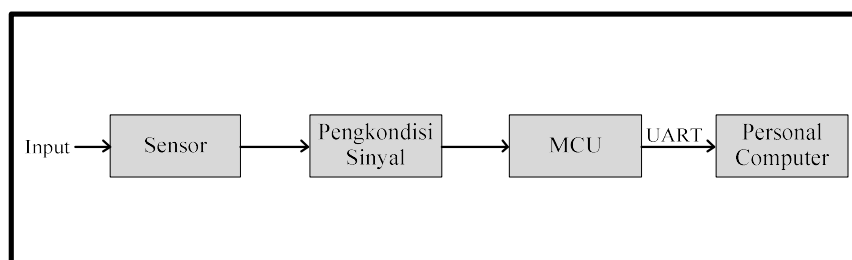 Input
Sensor
Pengkondisi
Sinyal
MCU
UART
Personal
Computer